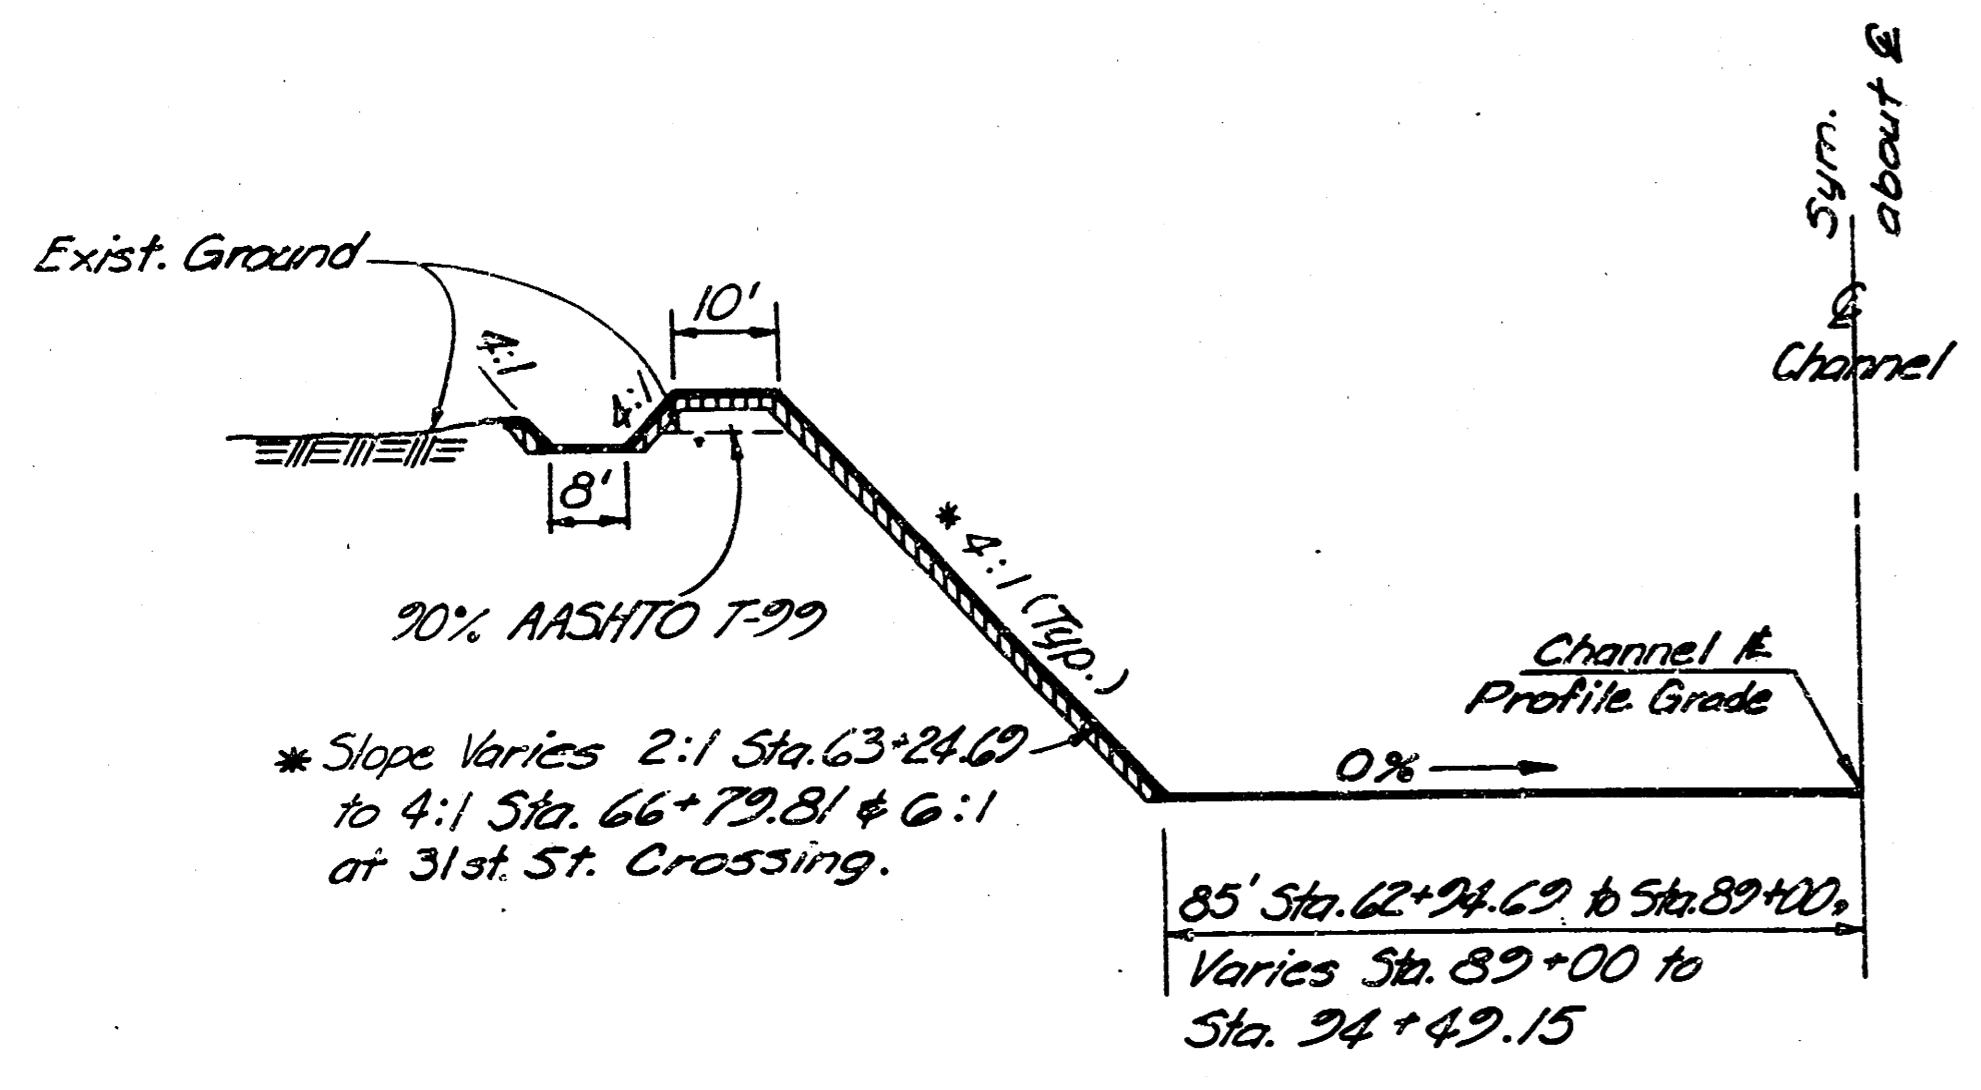 Sym.
about ℄
Exist. Ground
10'
℄
Channel
4:1
4:1
8'
* 4:1 (Typ.)
90% AASHTO T-99
Channel ℄
Profile Grade
* Slope Varies 2:1 Sta. 63+24.69
to 4:1 Sta. 66+79.81 & 6:1
at 31st. St. Crossing.
0%
85' Sta. 62+94.69 to Sta. 89+00,
Varies Sta. 89+00 to
Sta. 94+49.15